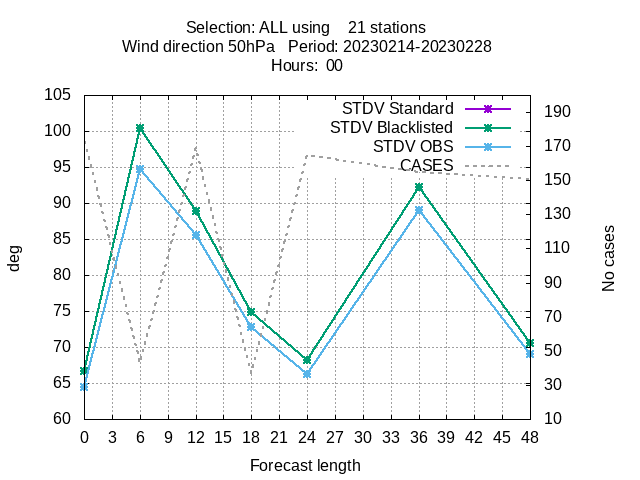 Selection: ALL using 21 stations
Wind direction 50hPa Period: 20230214-20230228
Hours: 00
105
100
95
90
85
80
75
70
65
60
deg
STDV Standard
STDV Blacklisted
STDV OBS
CASES
190
170
150
130
110
90
70
50
30
10
No cases
0 3 6 9 12 15 18 21 24 27 30 33 36 39 42 45 48
Forecast length